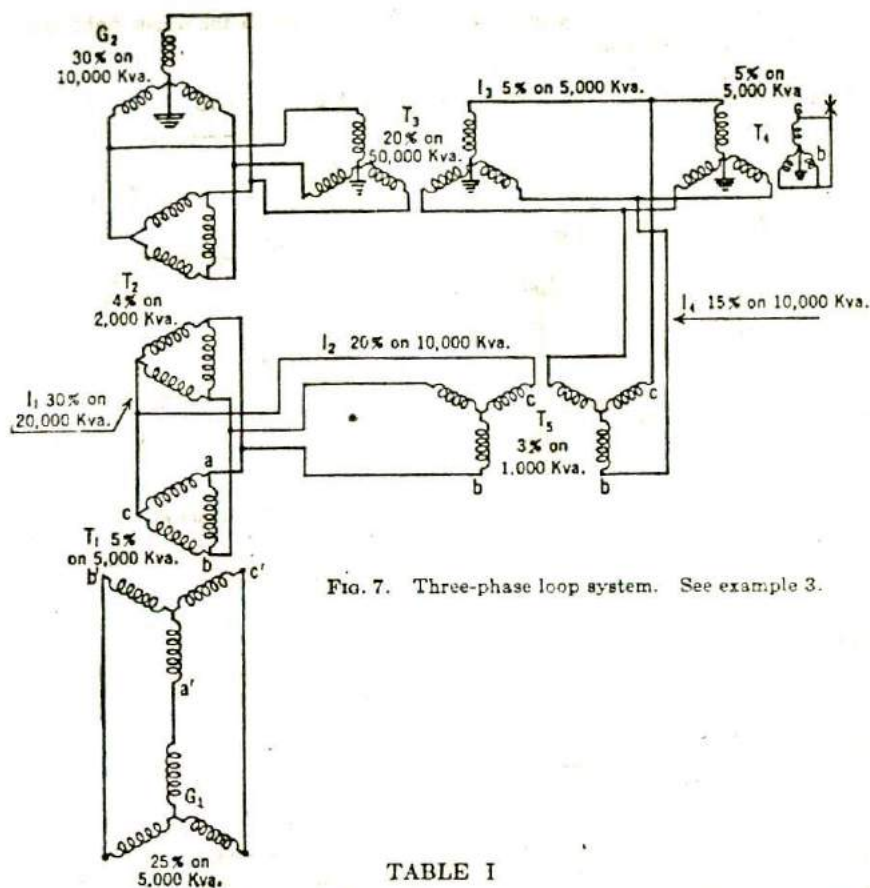 G2
30% on
10,000 Kva.
T3
20% on
50,000 Kva.
I3 5% on 5,000 Kva.
5% on
5,000 Kva
T4
c
b
a
T2
4% on
2,000 Kva.
I4 15% on 10,000 Kva.
I2 20% on 10,000 Kva.
I1 30% on
20,000 Kva.
c
T5
3% on
1,000 Kva.
c
b
b
a
c
b
T1 5%
on 5,000 Kva.
b'
c'
a'
G1
25% on
5,000 Kva.
FIG. 7. Three-phase loop system. See example 3.
TABLE I